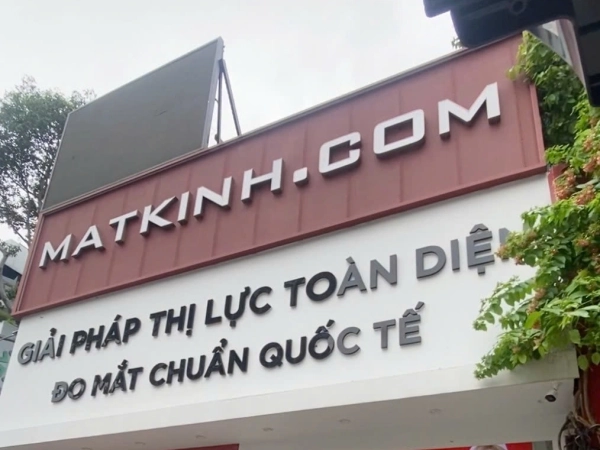 MATKINH.COM
GIẢI PHÁP THỊ LỰC TOÀN DIỆN
ĐO MẮT CHUẨN QUỐC TẾ